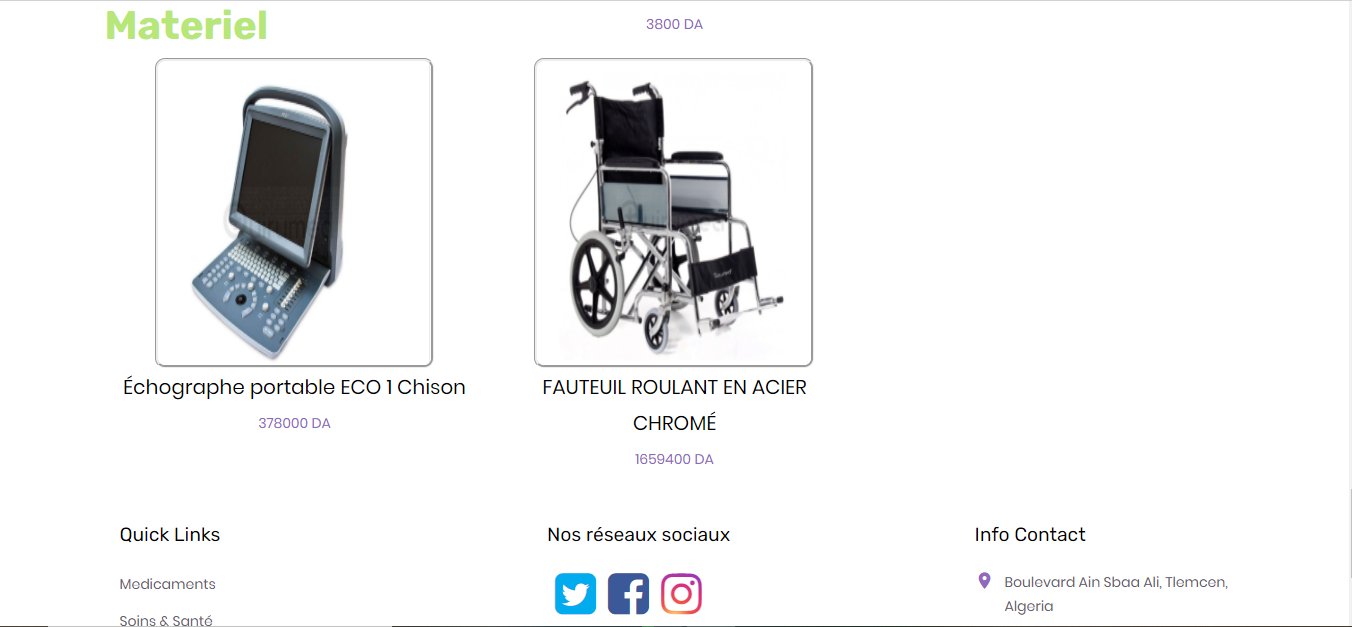 Materiel
3800 DA
Échographe portable ECO 1 Chison
378000 DA
FAUTEUIL ROULANT EN ACIER
CHROMÉ
1659400 DA
Quick Links
Medicaments
Soins & Santé
Nos réseaux sociaux
Info Contact
Boulevard Ain Sbaa Ali, Tlemcen,
Algeria